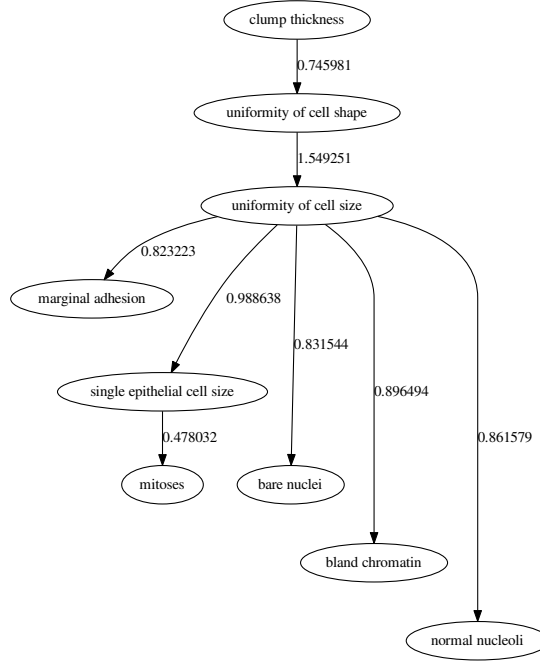 clump thickness
0.745981
uniformity of cell shape
1.549251
uniformity of cell size
0.823223
marginal adhesion
0.988638
0.831544
0.896494
single epithelial cell size
0.478032
0.861579
mitoses
bare nuclei
bland chromatin
normal nucleoli